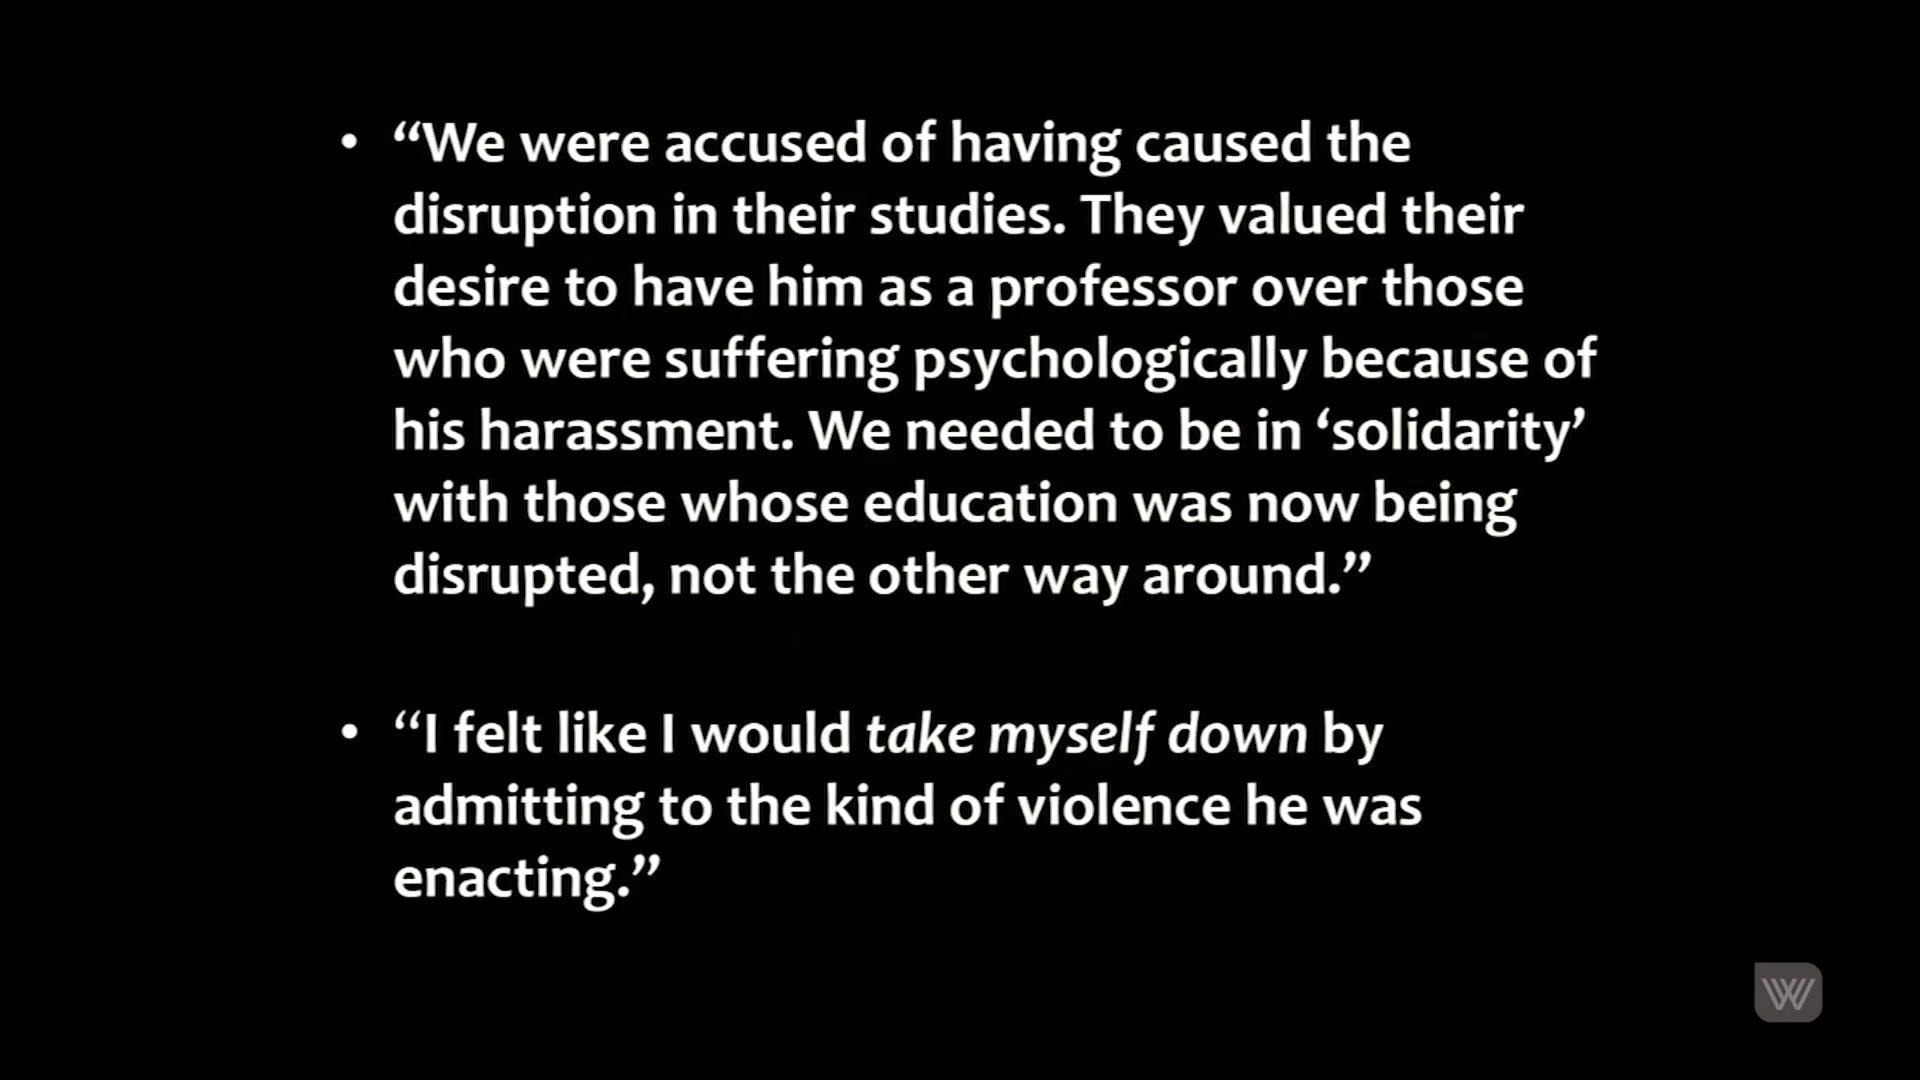 • “We were accused of having caused the
disruption in their studies. They valued their
desire to have him as a professor over those
who were suffering psychologically because of
his harassment. We needed to be in ‘solidarity’
with those whose education was now being
disrupted, not the other way around.”
• “I felt like I would take myself down by
admitting to the kind of violence he was
enacting.”
W